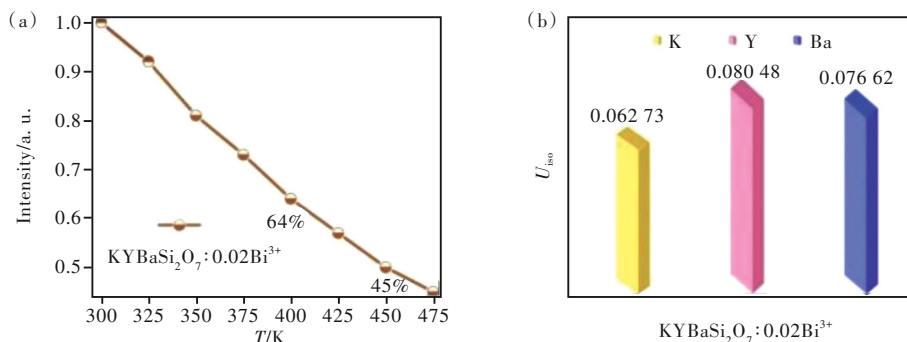 (a)
1.0
0.9
0.8
0.7
0.6
0.5
Intensity/a. u.
64%
45%
KYBaSi₂O₇∶0.02Bi³⁺
300 325 350 375 400 425 450 475
T/K
(b)
K Y Ba
0.062 73
0.080 48
0.076 62
Uiso
KYBaSi₂O₇∶0.02Bi³⁺